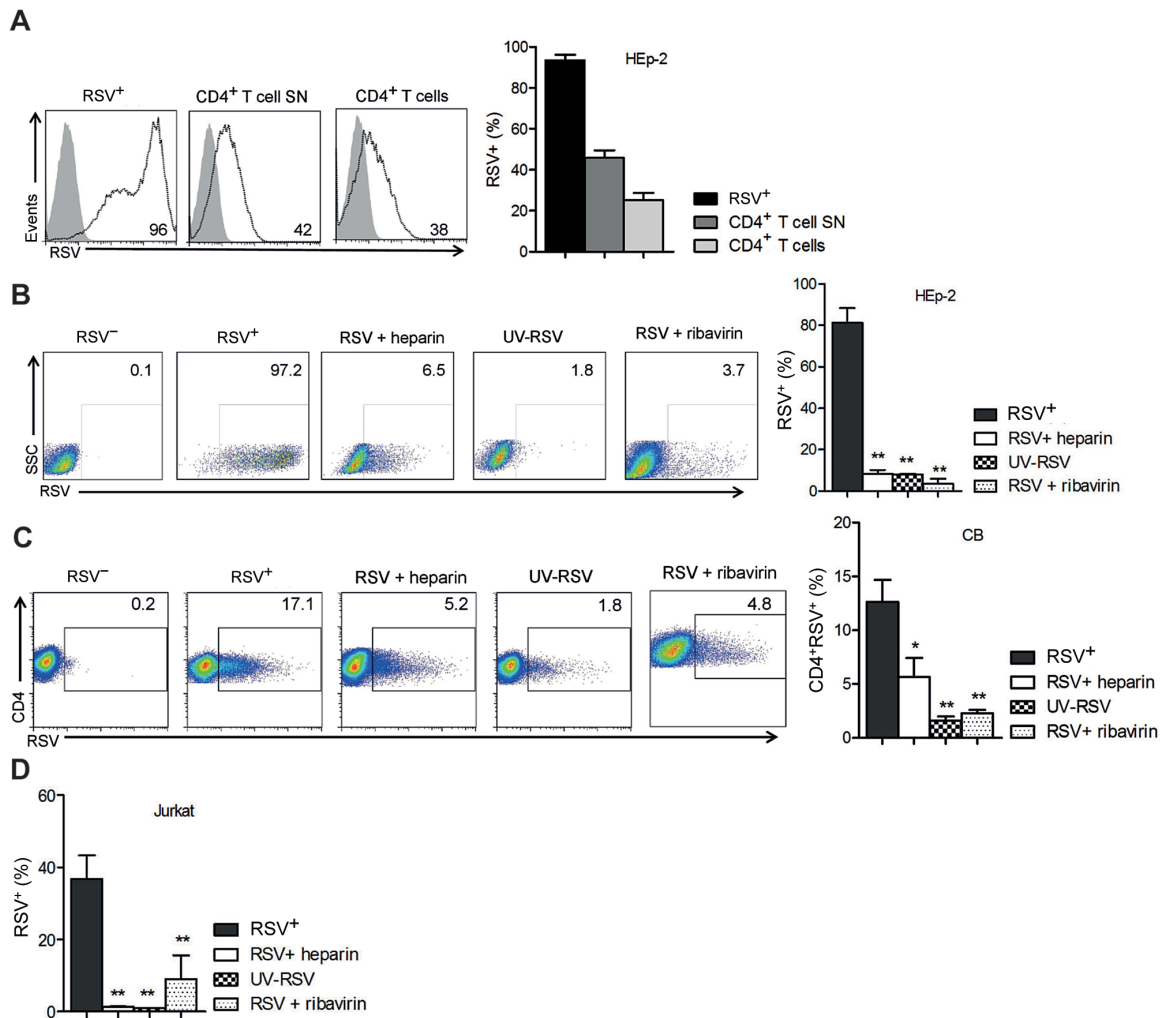 A
RSV⁺
CD4⁺ T cell SN
CD4⁺ T cells
Events
96
42
38
RSV
HEp-2
RSV+ (%)
100
80
60
40
20
0
RSV⁺
CD4⁺ T cell SN
CD4⁺ T cells
B
RSV⁻
RSV⁺
RSV + heparin
UV-RSV
RSV + ribavirin
0.1
97.2
6.5
1.8
3.7
SSC
RSV
HEp-2
RSV⁺ (%)
100
80
60
40
20
0
** ** **
RSV⁺
RSV+ heparin
UV-RSV
RSV + ribavirin
C
RSV⁻
RSV⁺
RSV + heparin
UV-RSV
RSV + ribavirin
0.2
17.1
5.2
1.8
4.8
CD4
RSV
CB
CD4⁺RSV⁺ (%)
20
15
10
5
0
* ** **
RSV⁺
RSV+ heparin
UV-RSV
RSV+ ribavirin
D
Jurkat
RSV⁺ (%)
60
40
20
0
** ** **
RSV⁺
RSV+ heparin
UV-RSV
RSV + ribavirin